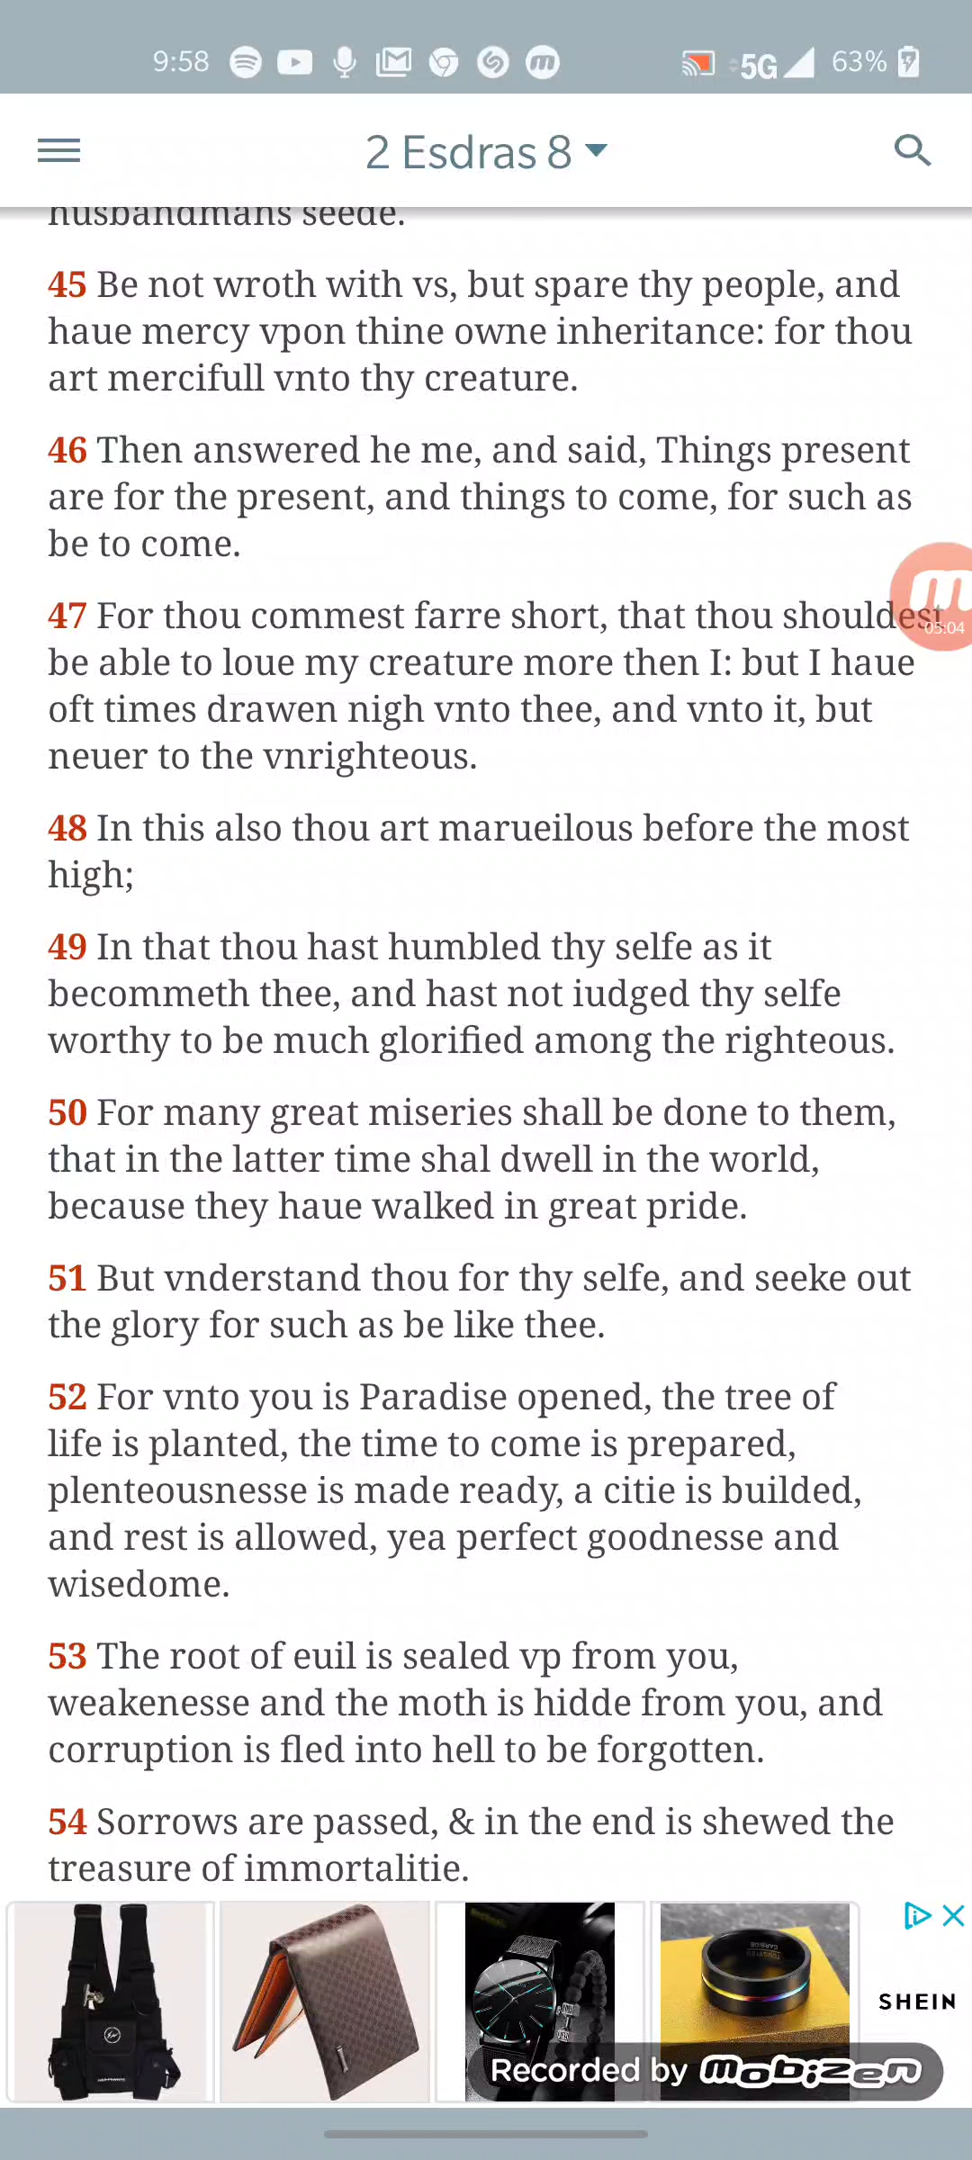 9:58 5G 63%
2 Esdras 8
husbandmans seede.
45 Be not wroth with vs, but spare thy people, and
haue mercy vpon thine owne inheritance: for thou
art mercifull vnto thy creature.
46 Then answered he me, and said, Things present
are for the present, and things to come, for such as
be to come.
47 For thou commest farre short, that thou shouldest
be able to loue my creature more then I: but I haue
oft times drawen nigh vnto thee, and vnto it, but
neuer to the vnrighteous.
05:04
48 In this also thou art marueilous before the most
high;
49 In that thou hast humbled thy selfe as it
becommeth thee, and hast not iudged thy selfe
worthy to be much glorified among the righteous.
50 For many great miseries shall be done to them,
that in the latter time shal dwell in the world,
because they haue walked in great pride.
51 But vnderstand thou for thy selfe, and seeke out
the glory for such as be like thee.
52 For vnto you is Paradise opened, the tree of
life is planted, the time to come is prepared,
plenteousnesse is made ready, a citie is builded,
and rest is allowed, yea perfect goodnesse and
wisedome.
53 The root of euil is sealed vp from you,
weakenesse and the moth is hidde from you, and
corruption is fled into hell to be forgotten.
54 Sorrows are passed, & in the end is shewed the
treasure of immortalitie.
SHEIN
Recorded by mobizen